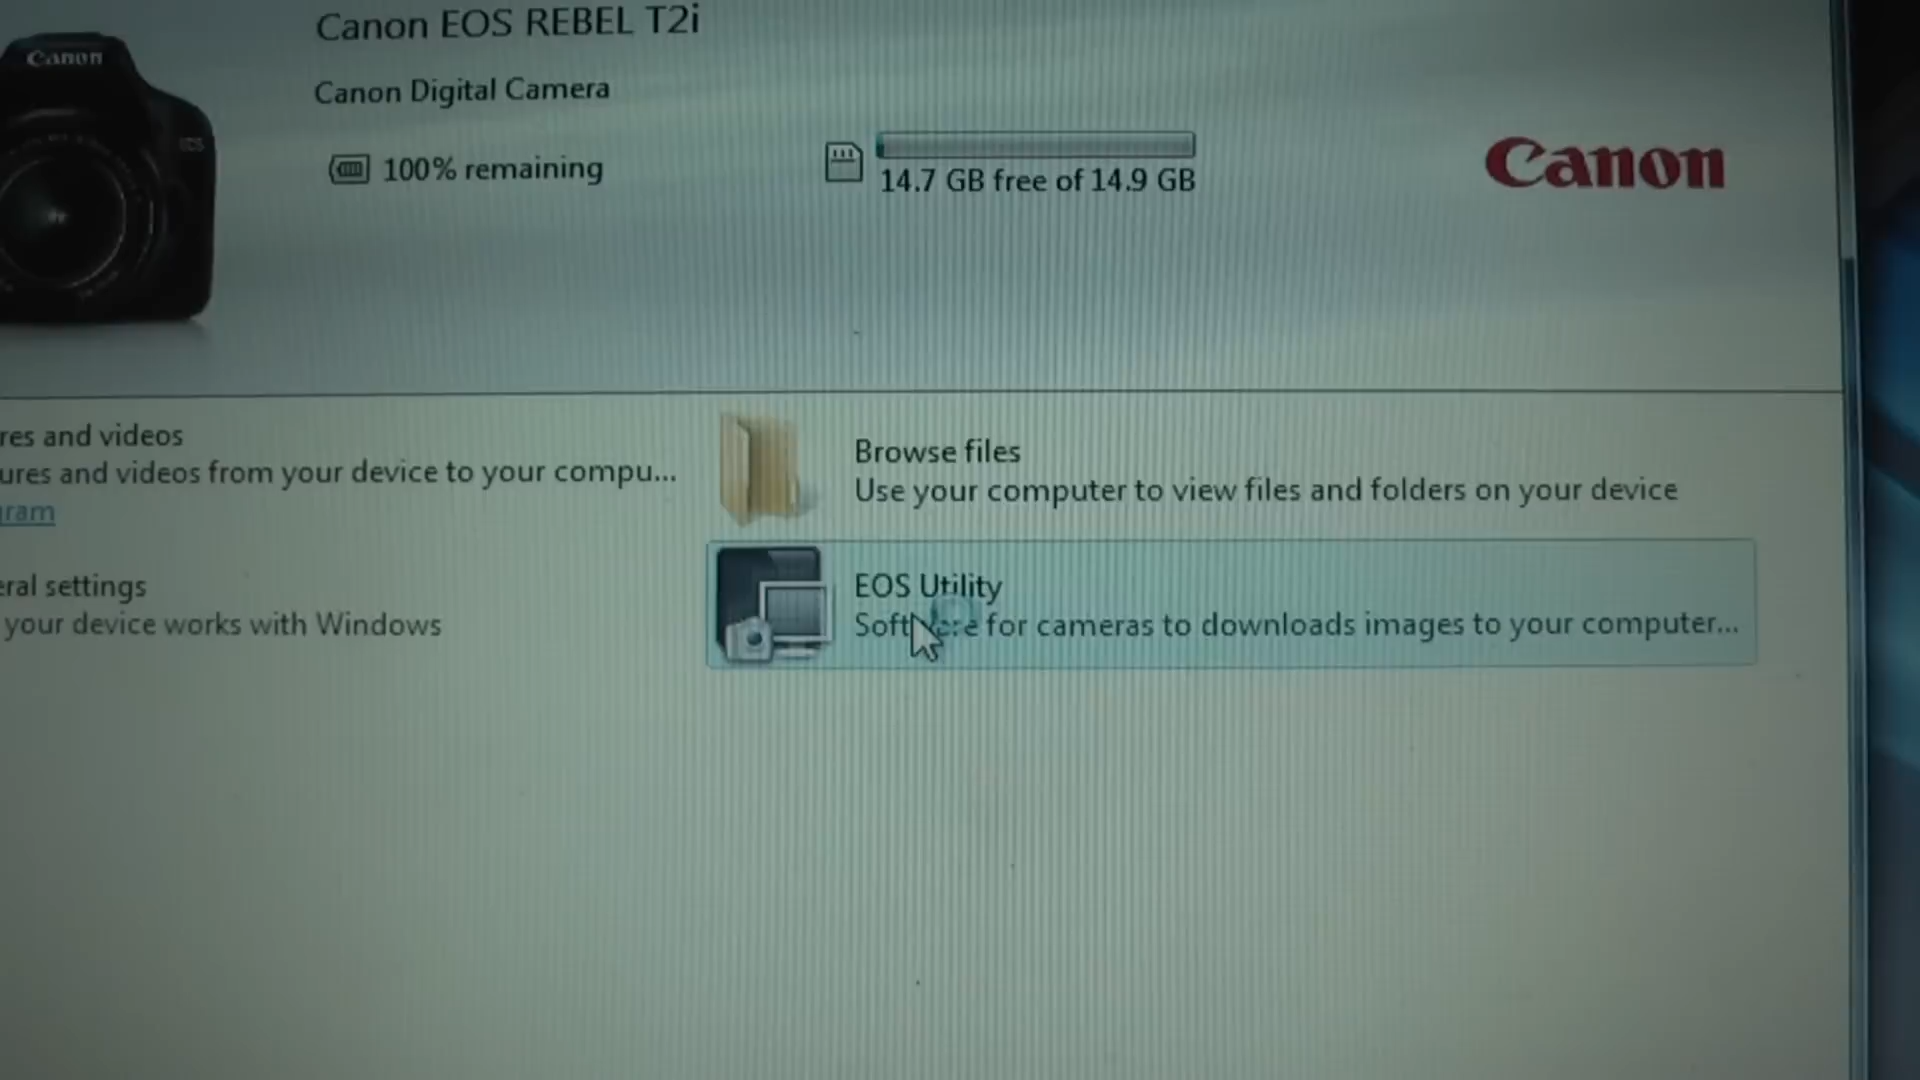 Canon EOS REBEL T2i
Canon
Canon Digital Camera
EOS
100% remaining
14.7 GB free of 14.9 GB
Canon
res and videos
ures and videos from your device to your compu...
gram
Browse files
Use your computer to view files and folders on your device
eral settings
your device works with Windows
EOS Utility
for cameras to downloads images to your computer...